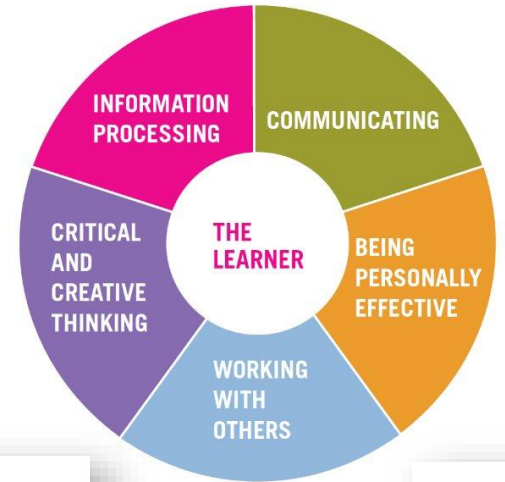 INFORMATION
PROCESSING
COMMUNICATING
CRITICAL
AND
CREATIVE
THINKING
THE
LEARNER
BEING
PERSONALLY
EFFECTIVE
WORKING
WITH
OTHERS